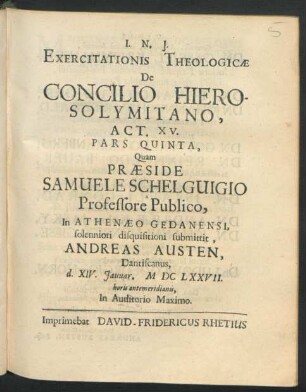 5
I. N. J.
EXERCITATIONIS THEOLOGICÆ
De
CONCILIO HIERO-
SOLYMITANO,
ACT. XV.
PARS QUINTA,
Quam
PRÆSIDE
SAMUELE SCHELGUIGIO
Professore Publico,
In ATHENÆO GEDANENSI,
solenniori disquisitioni submittit,
ANDREAS AUSTEN,
Dantiscanus,
d. XIV. Januar. M DC LXXVII.
horis antemeridianis,
In Auditorio Maximo.
Imprimebat DAVID-FRIDERICUS RHETIUS